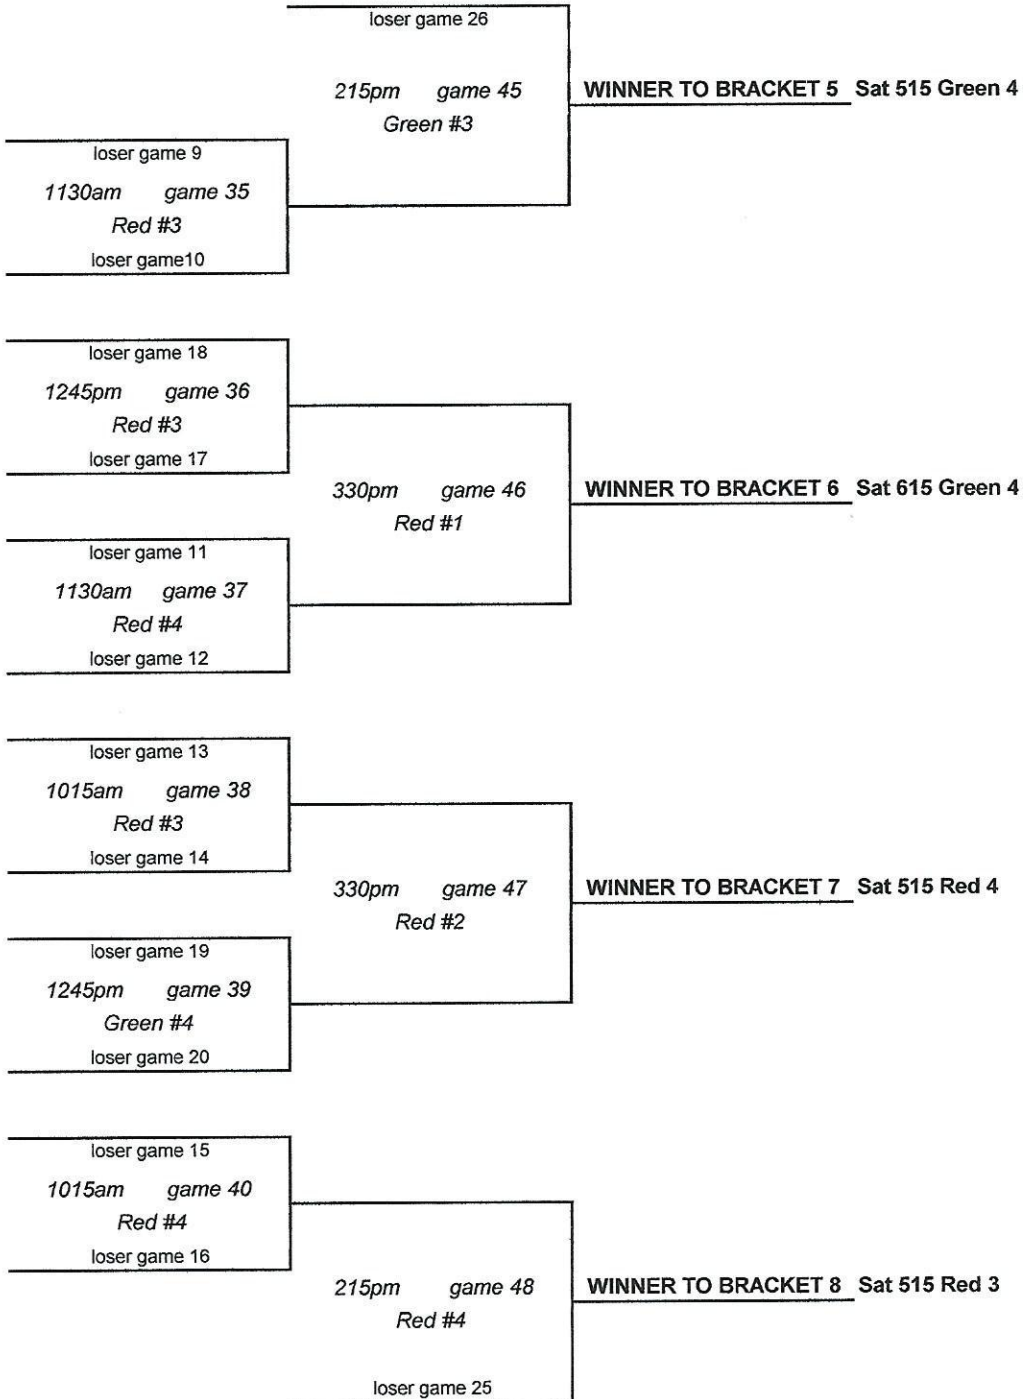 loser game 26
215pm game 45
Green #3
WINNER TO BRACKET 5 Sat 515 Green 4
loser game 9
1130am game 35
Red #3
loser game10
loser game 18
1245pm game 36
Red #3
loser game 17
330pm game 46
Red #1
WINNER TO BRACKET 6 Sat 615 Green 4
loser game 11
1130am game 37
Red #4
loser game 12
loser game 13
1015am game 38
Red #3
loser game 14
330pm game 47
Red #2
WINNER TO BRACKET 7 Sat 515 Red 4
loser game 19
1245pm game 39
Green #4
loser game 20
loser game 15
1015am game 40
Red #4
loser game 16
215pm game 48
Red #4
WINNER TO BRACKET 8 Sat 515 Red 3
loser game 25